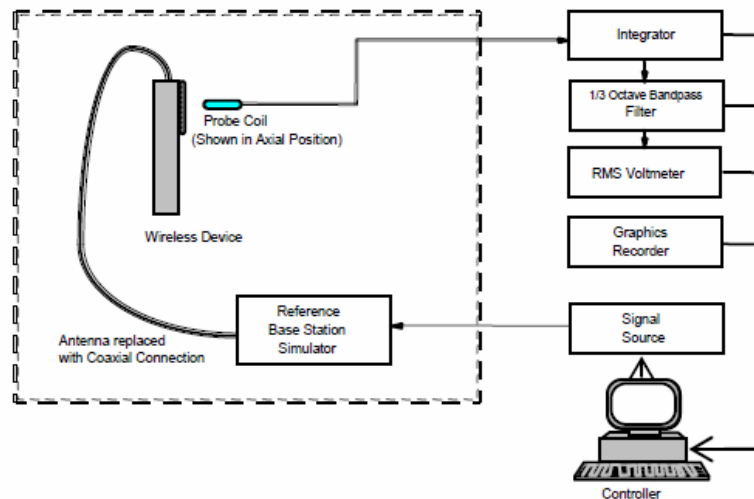 Integrator
1/3 Octave Bandpass
Filter
RMS Voltmeter
Graphics
Recorder
Signal
Source
Controller
Probe Coil
(Shown in Axial Position)
Wireless Device
Reference
Base Station
Simulator
Antenna replaced
with Coaxial Connection